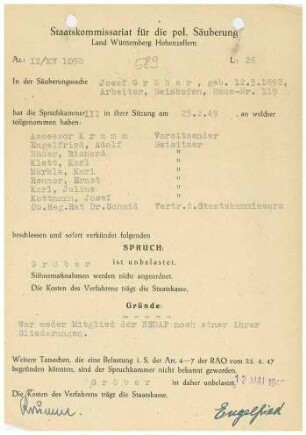 Staatskommissariat für die pol. Säuberung
Land Württemberg Hohenzollern
Az: 12/KV 1058
L: 26
In der Säuberungssache Josef Gröber, geb. 12.3.1892,
Arbeiter, Heiskofen, Haus-Nr. 119
hat die Spruchkammer III in ihrer Sitzung am 23.2.49 , an welcher
teilgenommen haben:
Assessor Krumm Vorsitzender
Engelfried, Adolf Beisitzer
Richard "
Klett, Karl "
Märkle, Karl "
Renner, Ernst "
Karl, Julius "
Kottmann, Josef "
Ob.Reg.Rat Dr.Schmid Vertr.d.Staatskommissars
beschlossen und sofort verkündet folgenden
SPRUCH:
Gröber
ist unbelastet.
Sühnemaßnahmen werden nicht angeordnet.
Die Kosten des Verfahrens trägt die Staatskasse.
Gründe:
War weder Mitglied der NSDAP noch einer ihrer
Gliederungen.
Weitere Tatsachen, die eine Belastung i. S. der Art. 4–7 der RAO vom 25. 4. 47
begründen könnten, sind der Spruchkammer nicht bekannt geworden.
Gröber ist daher unbelastet.
12 MAI
Die Kosten des Verfahrens trägt die Staatskasse.
Krumm. Engelfried